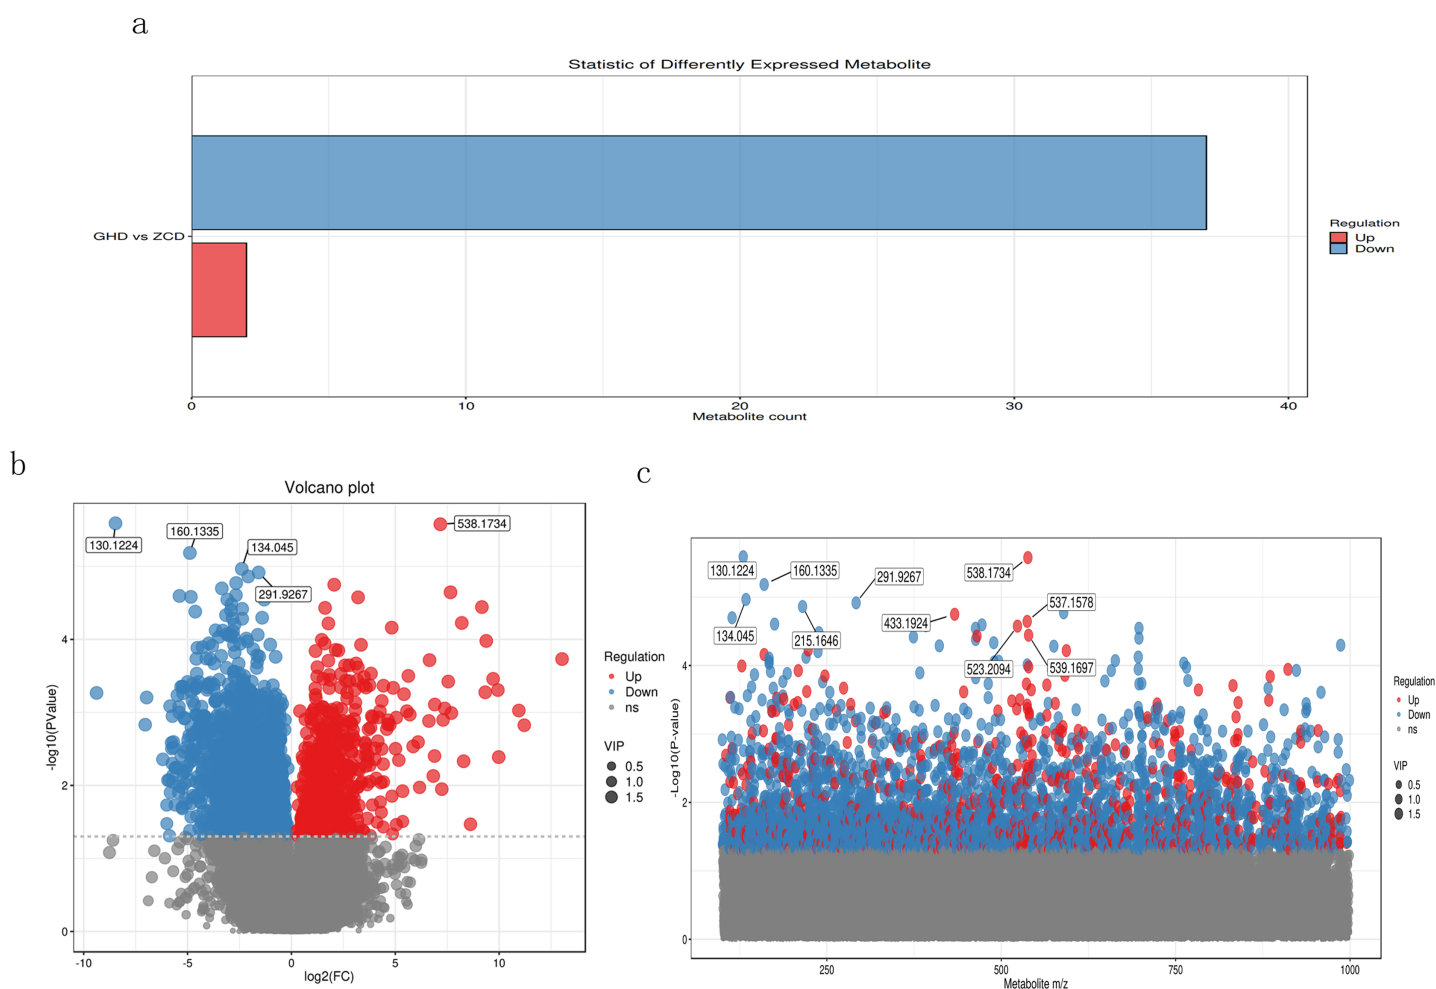 a
Statistic of Differently Expressed Metabolite
GHD vs ZCD
0 10 20 30 40
Metabolite count
Regulation
Up
Down
b
Volcano plot
130.1224
160.1335
134.045
291.9267
538.1734
-log10(PValue)
4
2
0
-10 -5 0 5 10
log2(FC)
Regulation
Up
Down
ns
VIP
0.5
1.0
1.5
c
130.1224
160.1335
291.9267
538.1734
134.045
215.1646
433.1924
537.1578
523.2094
539.1697
-Log10(P-value)
4
2
0
250 500 750 1000
Metabolite m/z
Regulation
Up
Down
ns
VIP
0.5
1.0
1.5